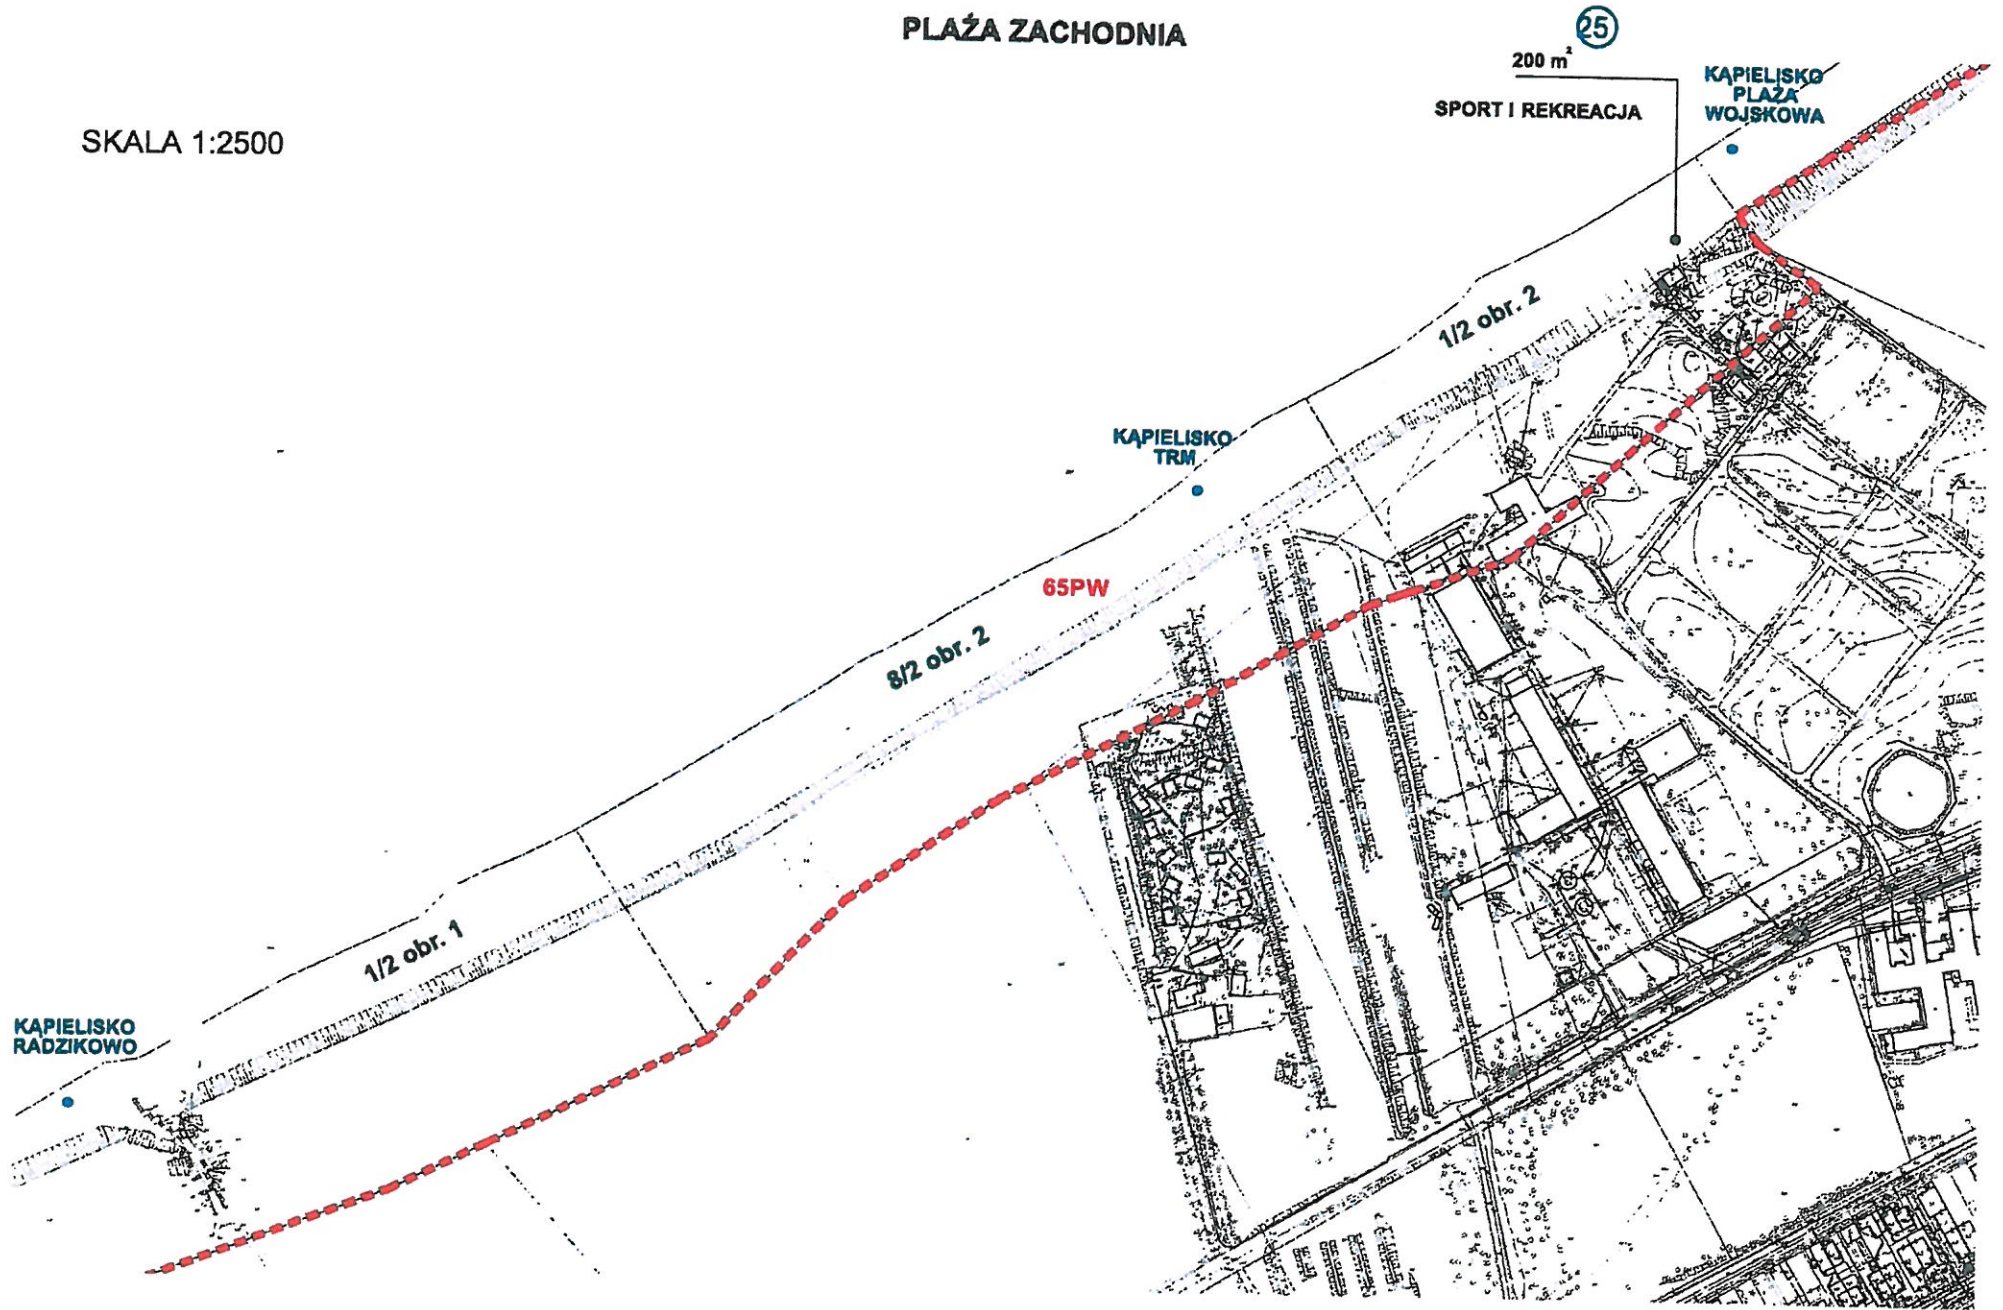 PLAŻA ZACHODNIA
25
200 m²
SPORT I REKREACJA
KĄPIELISKO
PLAŻA
WOJSKOWA
SKALA 1:2500
1/2 obr. 2
KĄPIELISKO
TRM
65PW
8/2 obr. 2
1/2 obr. 1
KĄPIELISKO
RADZIKOWO